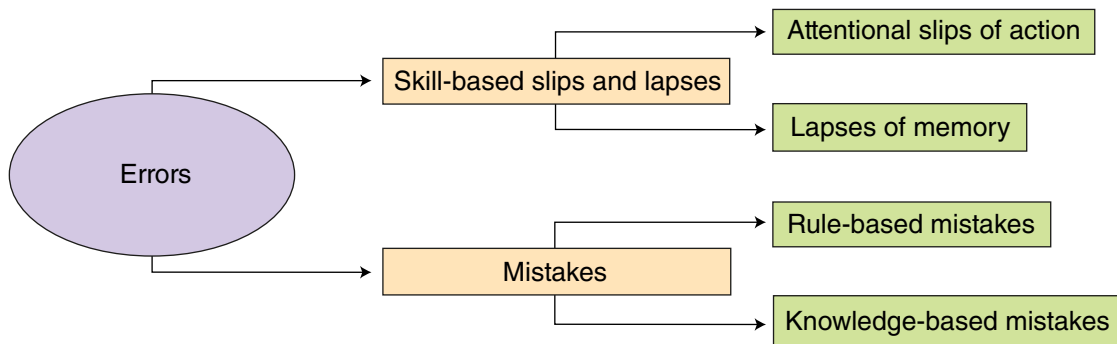 Attentional slips of action
Skill-based slips and lapses
Lapses of memory
Errors
Rule-based mistakes
Mistakes
Knowledge-based mistakes